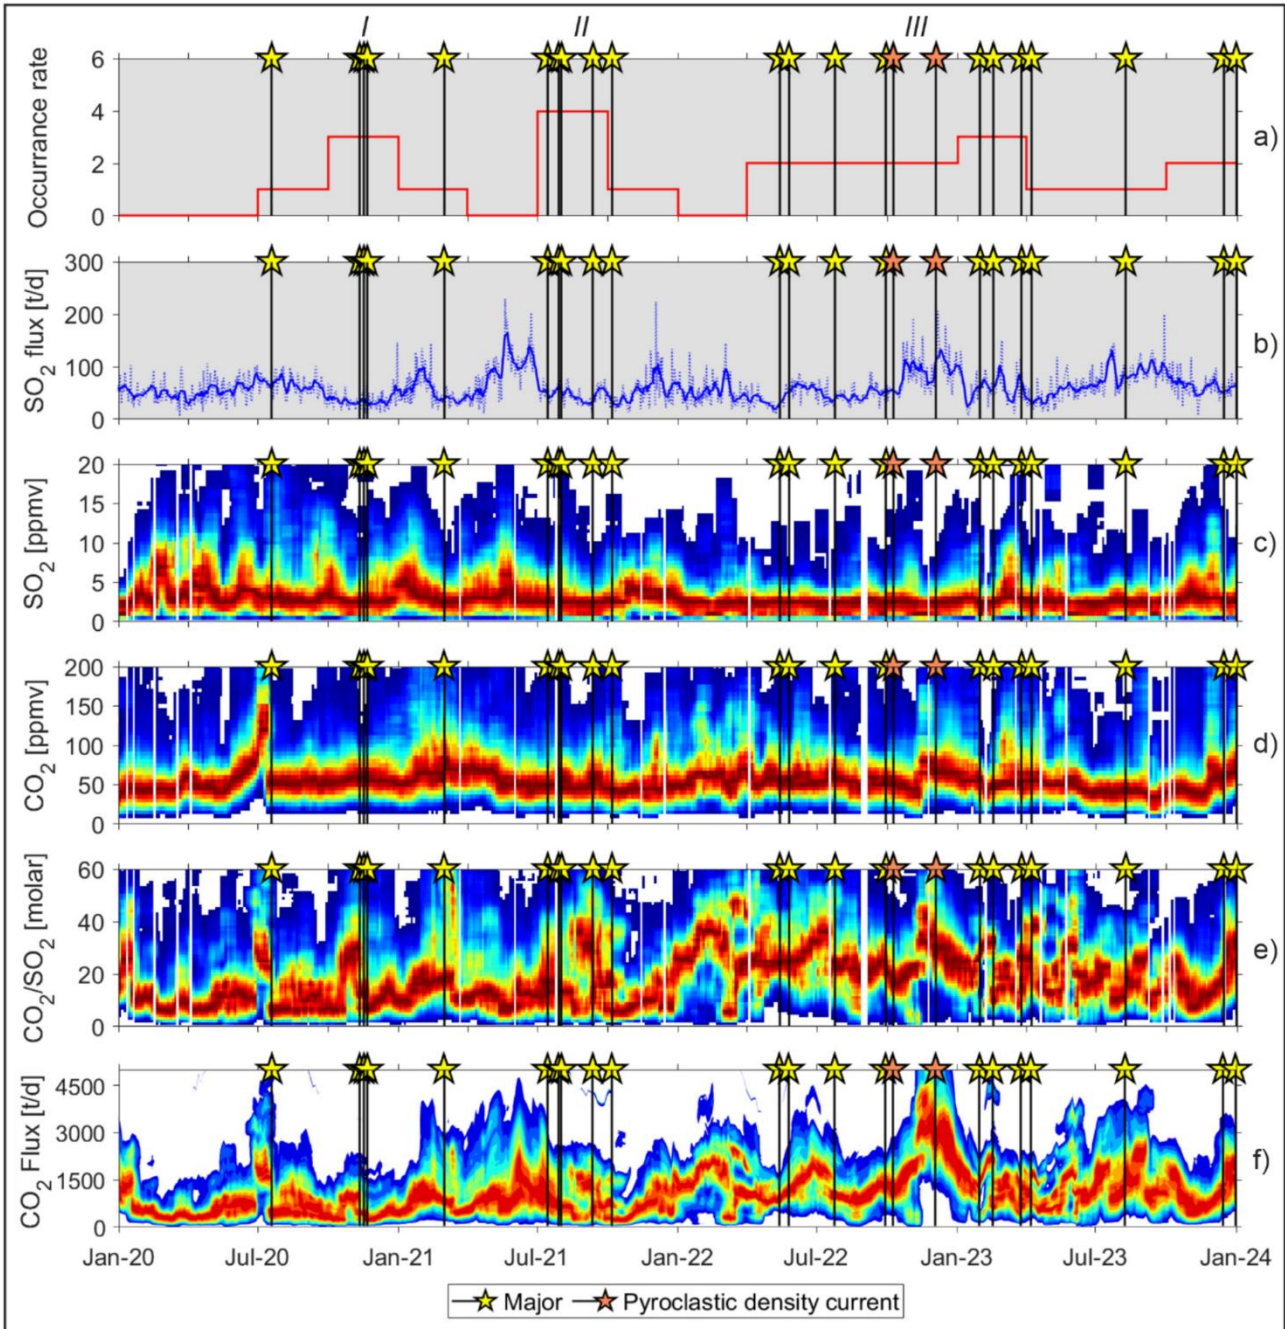 I II III
6
4
2
0
Occurrance rate
a)
300
200
100
0
SO2 flux [t/d]
b)
20
15
10
5
0
SO2 [ppmv]
c)
200
150
100
50
0
CO2 [ppmv]
d)
60
40
20
0
CO2/SO2 [molar]
e)
4500
3000
1500
0
CO2 Flux [t/d]
f)
Jan-20 Jul-20 Jan-21 Jul-21 Jan-22 Jul-22 Jan-23 Jul-23 Jan-24
Major Pyroclastic density current